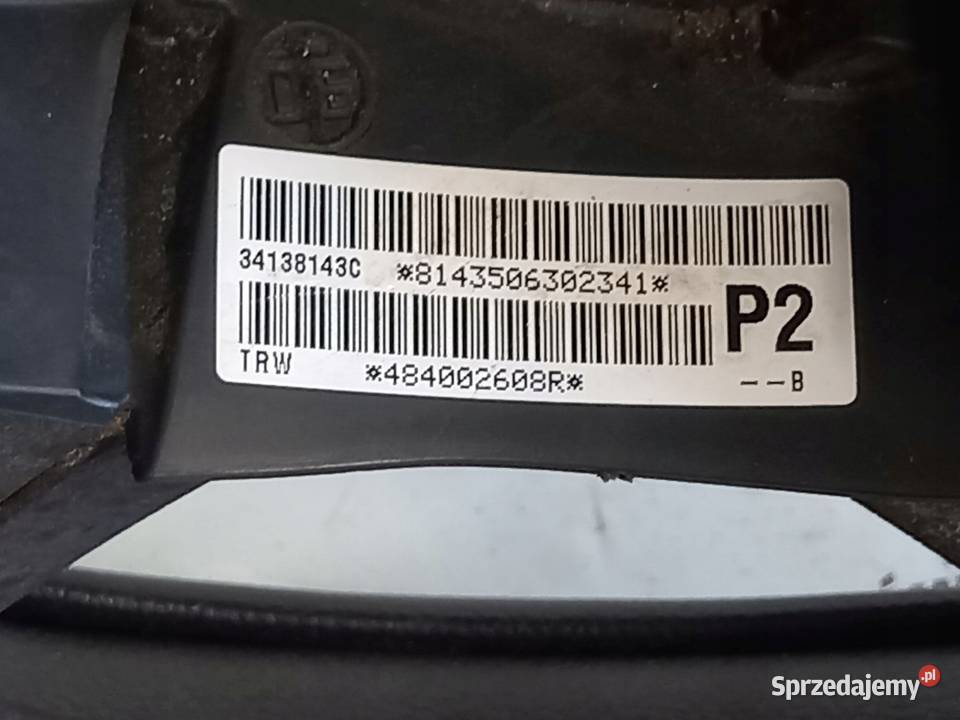 34138143C *8143506302341*
TRW *484002608R*
P2
--B
Sprzedajemy.pl